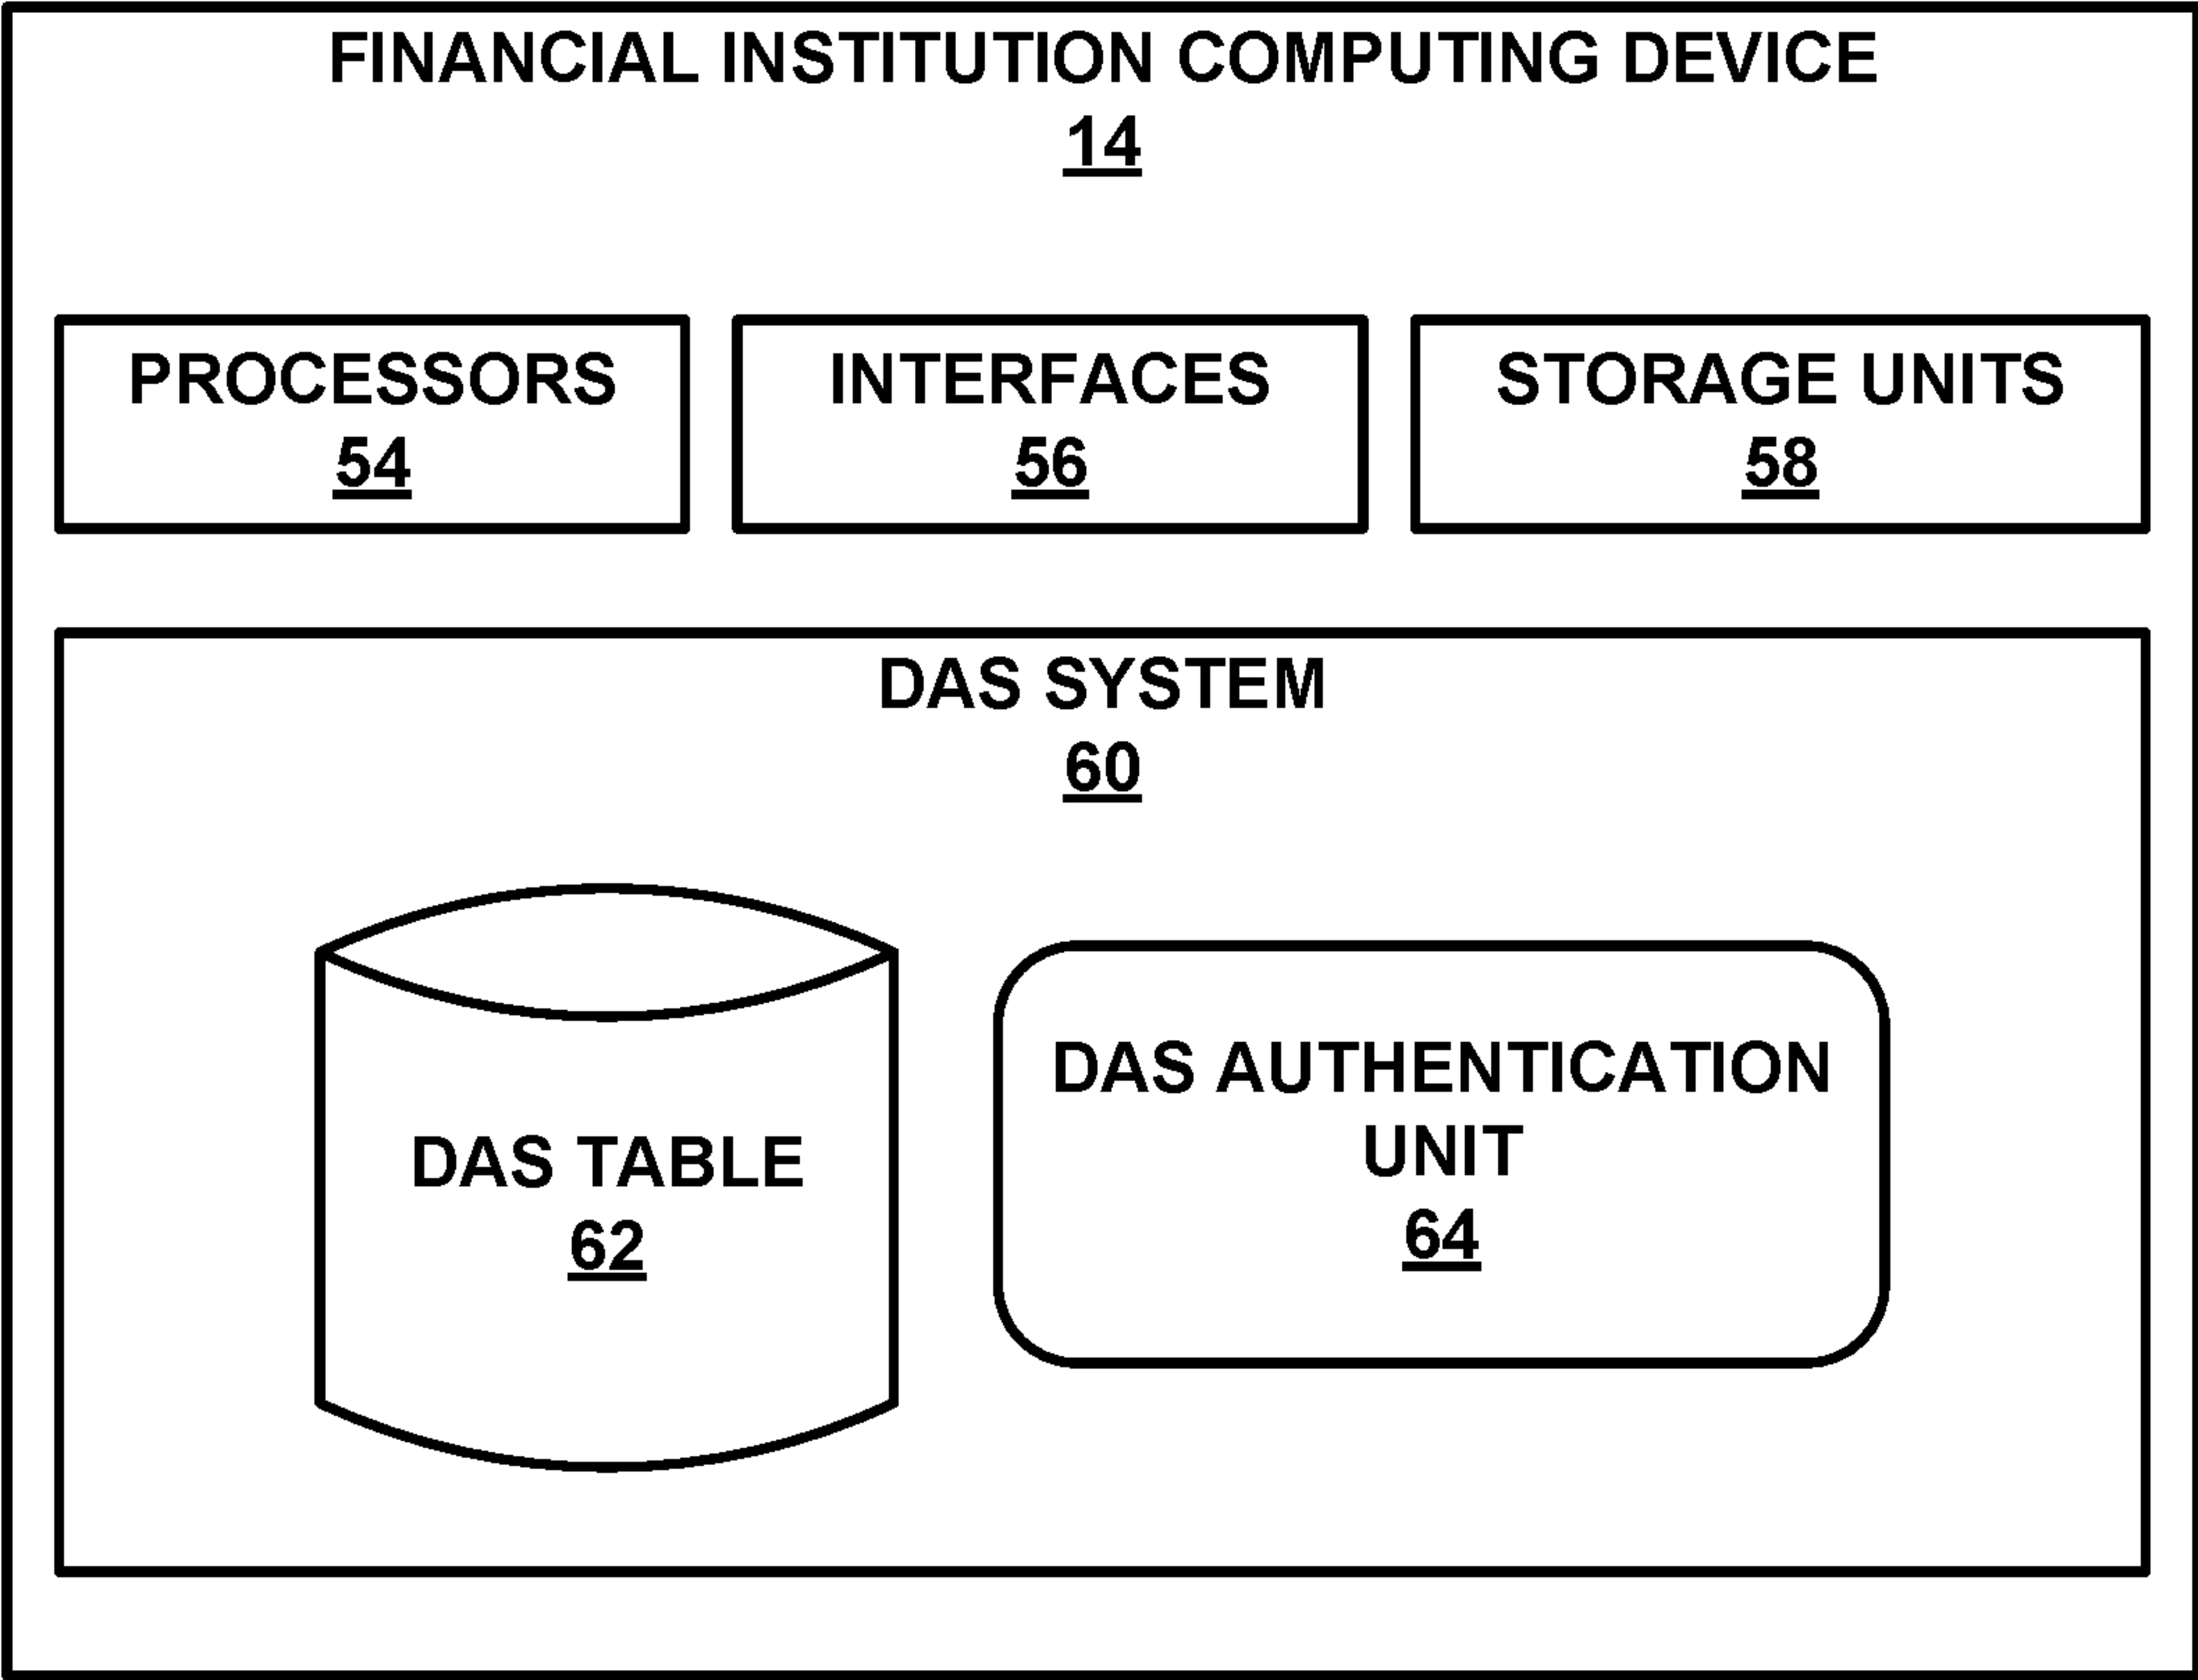 FINANCIAL INSTITUTION COMPUTING DEVICE
14
PROCESSORS
54
INTERFACES
56
STORAGE UNITS
58
DAS SYSTEM
60
DAS TABLE
62
DAS AUTHENTICATION
UNIT
64